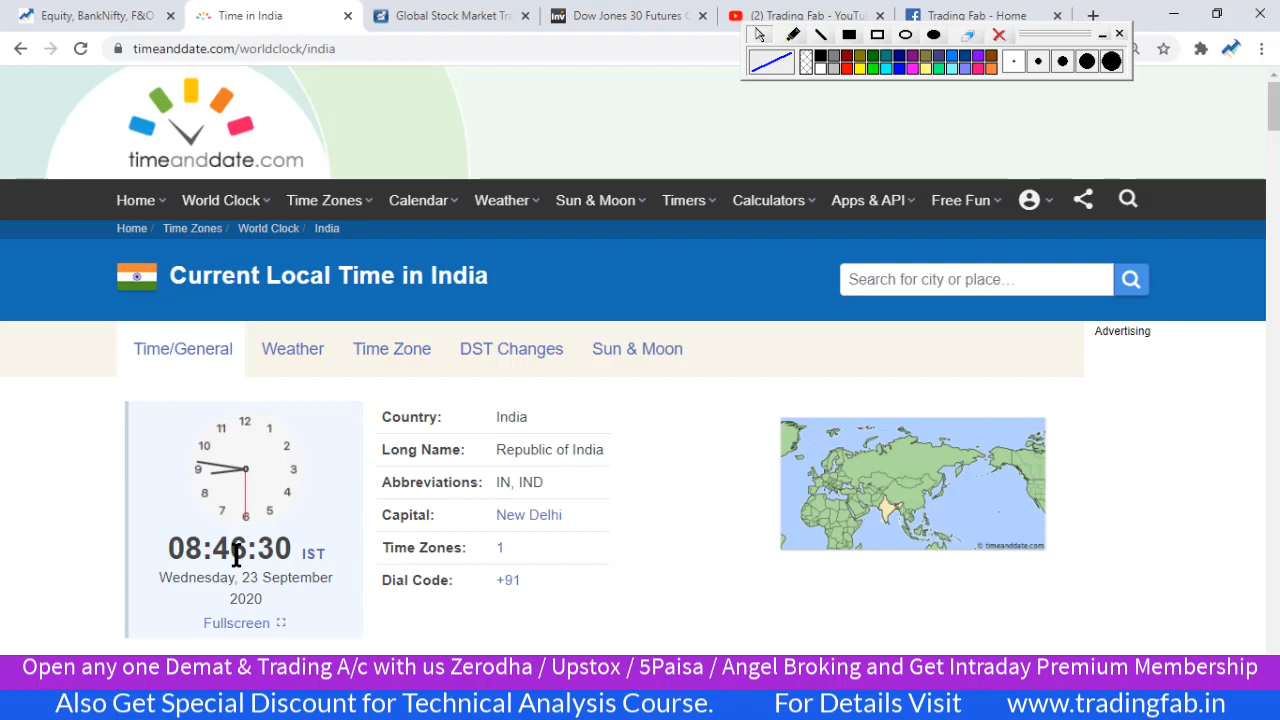 Equity, BankNifty, F&O
Time in India
Global Stock Market Tr
Dow Jones 30 Futures C
(2) Trading Fab - YouTu
Trading Fab - Home
timeanddate.com/worldclock/india
timeanddate.com
Home
World Clock
Time Zones
Calendar
Weather
Sun & Moon
Timers
Calculators
Apps & API
Free Fun
Home / Time Zones / World Clock / India
Current Local Time in India
Search for city or place...
Time/General
Weather
Time Zone
DST Changes
Sun & Moon
Advertising
12
1
2
3
4
5
6
7
8
9
10
11
08:46:30 IST
Wednesday, 23 September
2020
Fullscreen
Country: India
Long Name: Republic of India
Abbreviations: IN, IND
Capital: New Delhi
Time Zones: 1
Dial Code: +91
© timeanddate.com
Open any one Demat & Trading A/c with us Zerodha / Upstox / 5Paisa / Angel Broking and Get Intraday Premium Membership
Also Get Special Discount for Technical Analysis Course. For Details Visit www.tradingfab.in